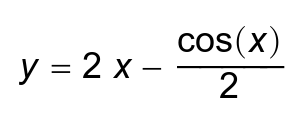 y = 2 x − cos(x)/2